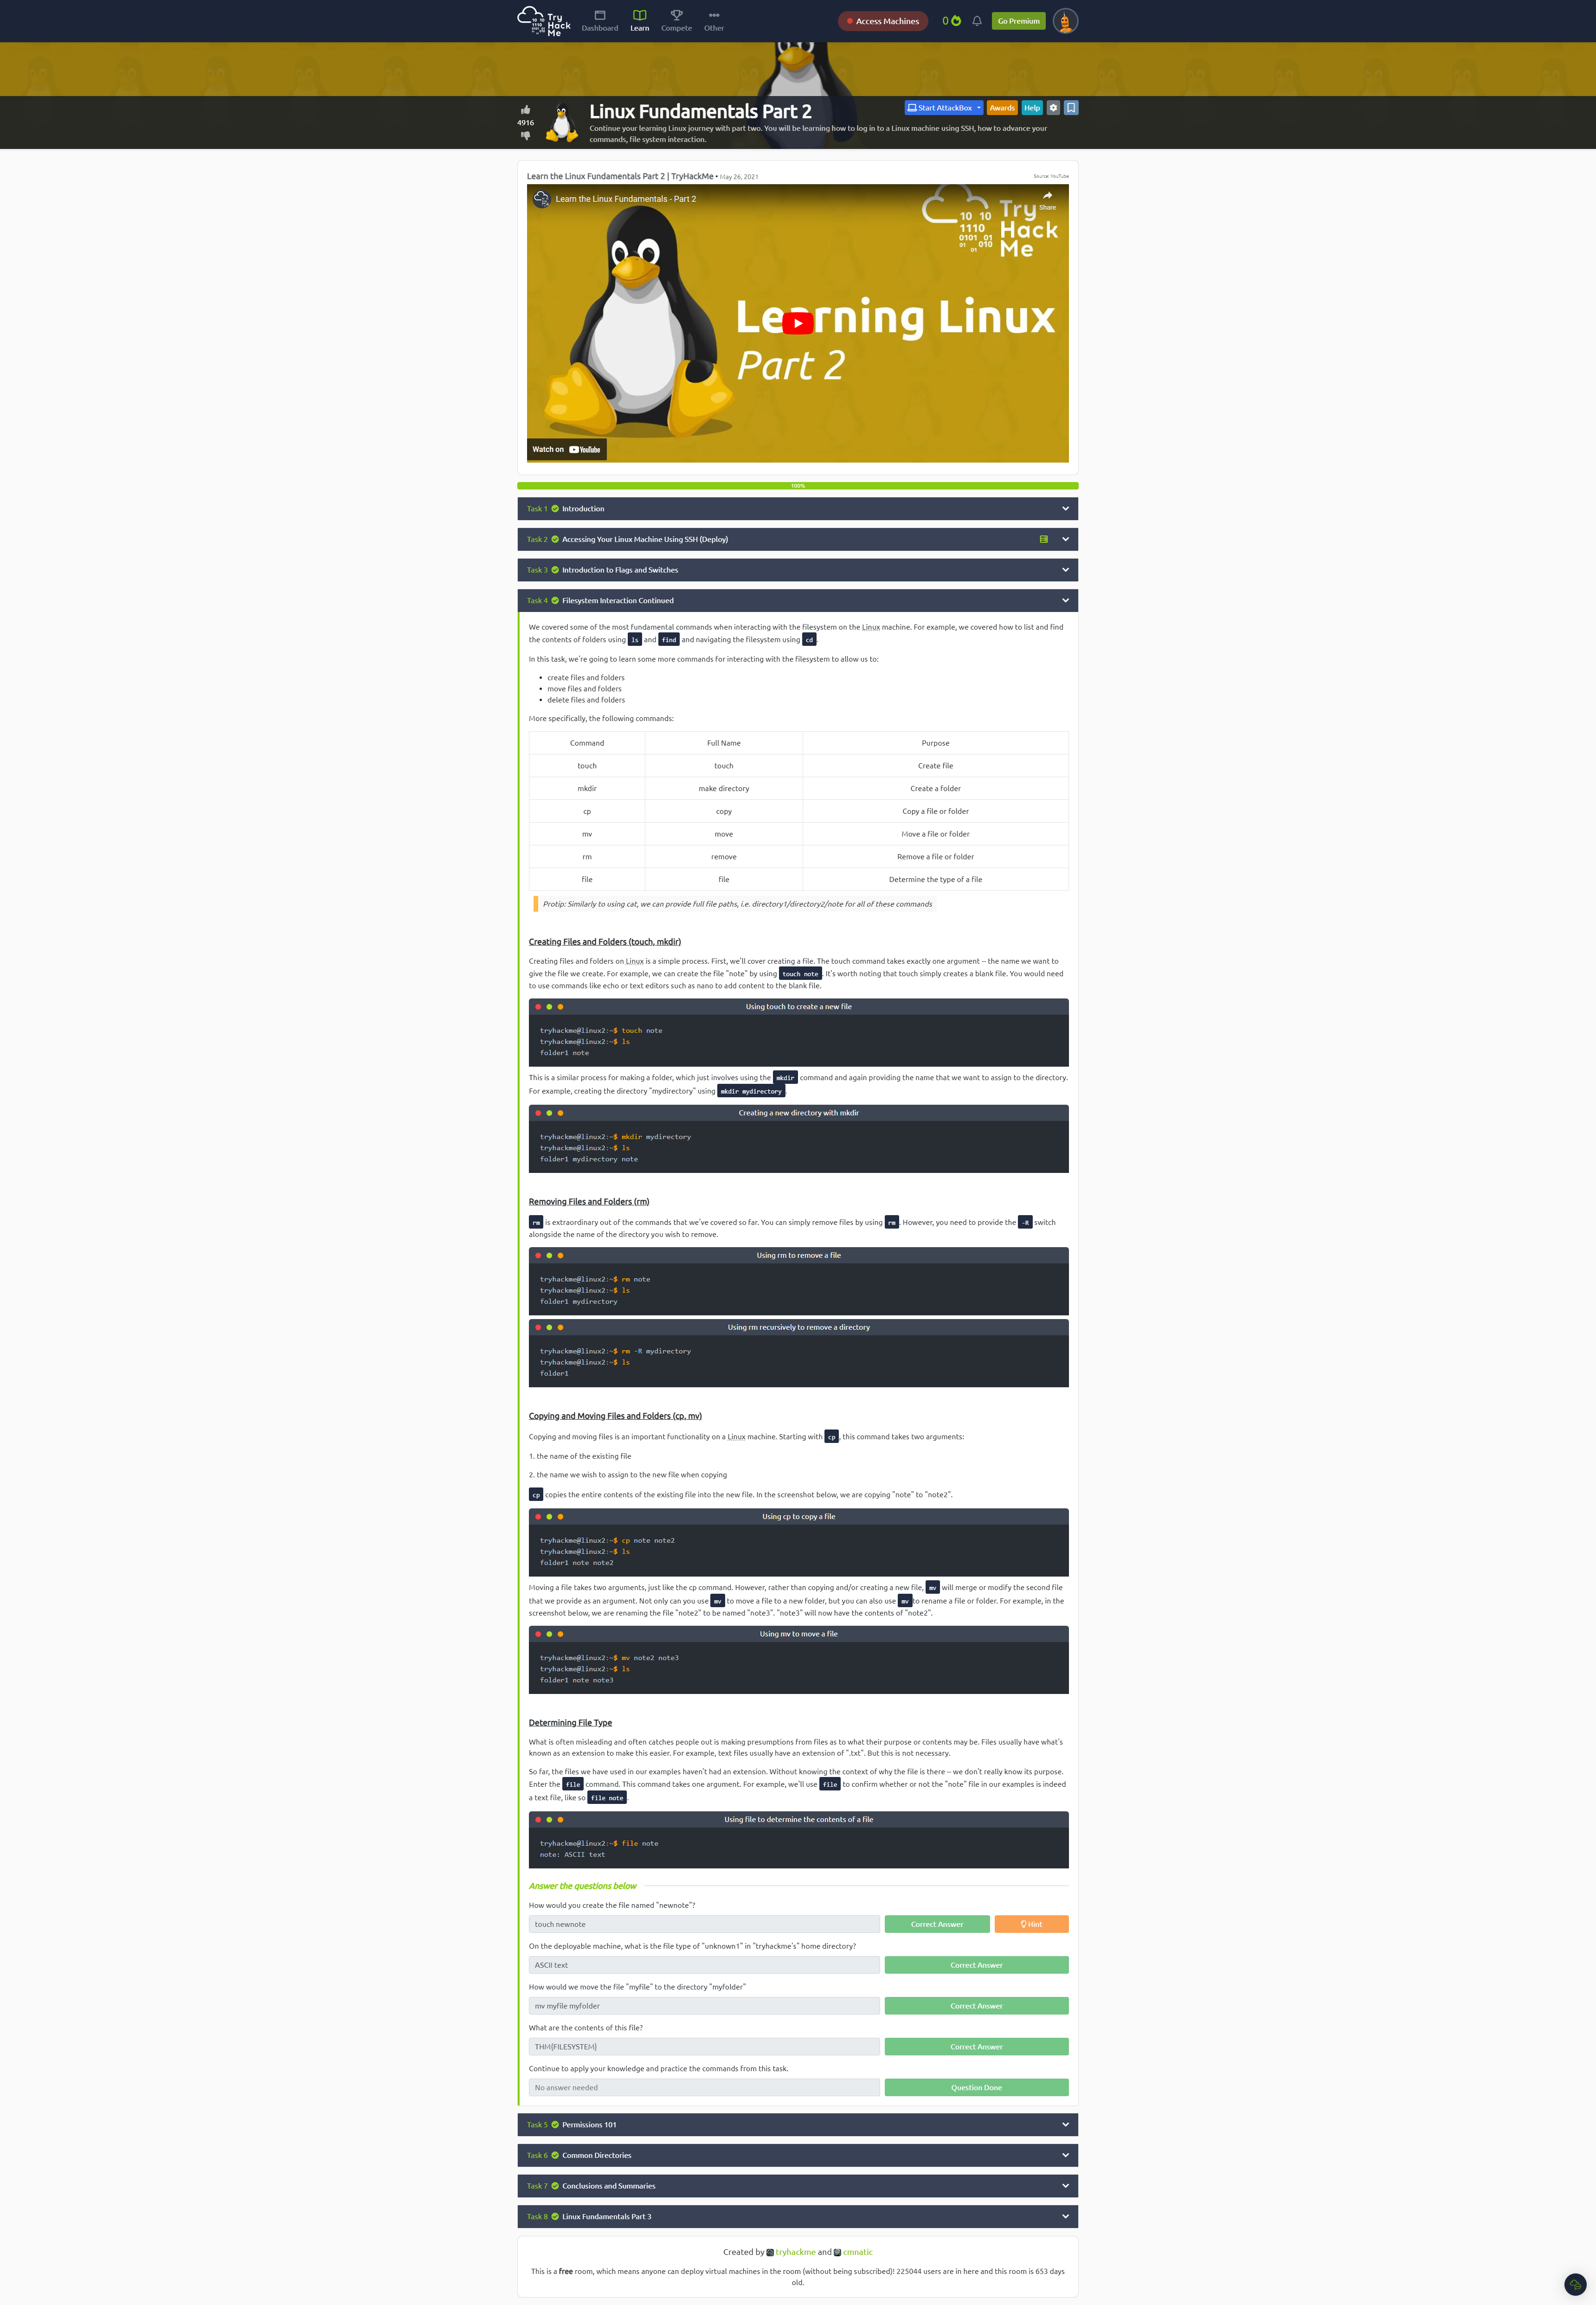 Try
Hack
Me
10 10
1110
0101 01
01 010
01
Dashboard
Learn
Compete
Other
Access Machines
0
Go Premium
4916
Linux Fundamentals Part 2
Start AttackBox
Awards
Help
Continue your learning Linux journey with part two. You will be learning how to log in to a Linux machine using SSH, how to advance your
commands, file system interaction.
Learn the Linux Fundamentals Part 2 | TryHackMe • May 26, 2021
Source: YouTube
Learn the Linux Fundamentals - Part 2
Share
10 10
1110
0101 01
01 010
01
Try
Hack
Me
Learning Linux
Part 2
Watch on YouTube
100%
Task 1 Introduction
Task 2 Accessing Your Linux Machine Using SSH (Deploy)
Task 3 Introduction to Flags and Switches
Task 4 Filesystem Interaction Continued
We covered some of the most fundamental commands when interacting with the filesystem on the Linux machine. For example, we covered how to list and find
the contents of folders using ls and find and navigating the filesystem using cd.
In this task, we're going to learn some more commands for interacting with the filesystem to allow us to:
• create files and folders
• move files and folders
• delete files and folders
More specifically, the following commands:
Command Full Name Purpose
touch touch Create file
mkdir make directory Create a folder
cp copy Copy a file or folder
mv move Move a file or folder
rm remove Remove a file or folder
file file Determine the type of a file
Protip: Similarly to using cat, we can provide full file paths, i.e. directory1/directory2/note for all of these commands
Creating Files and Folders (touch, mkdir)
Creating files and folders on Linux is a simple process. First, we'll cover creating a file. The touch command takes exactly one argument -- the name we want to
give the file we create. For example, we can create the file "note" by using touch note. It's worth noting that touch simply creates a blank file. You would need
to use commands like echo or text editors such as nano to add content to the blank file.
Using touch to create a new file
tryhackme@linux2:~$ touch note
tryhackme@linux2:~$ ls
folder1 note
This is a similar process for making a folder, which just involves using the mkdir command and again providing the name that we want to assign to the directory.
For example, creating the directory "mydirectory" using mkdir mydirectory.
Creating a new directory with mkdir
tryhackme@linux2:~$ mkdir mydirectory
tryhackme@linux2:~$ ls
folder1 mydirectory note
Removing Files and Folders (rm)
rm is extraordinary out of the commands that we've covered so far. You can simply remove files by using rm. However, you need to provide the -R switch
alongside the name of the directory you wish to remove.
Using rm to remove a file
tryhackme@linux2:~$ rm note
tryhackme@linux2:~$ ls
folder1 mydirectory
Using rm recursively to remove a directory
tryhackme@linux2:~$ rm -R mydirectory
tryhackme@linux2:~$ ls
folder1
Copying and Moving Files and Folders (cp, mv)
Copying and moving files is an important functionality on a Linux machine. Starting with cp, this command takes two arguments:
1. the name of the existing file
2. the name we wish to assign to the new file when copying
cp copies the entire contents of the existing file into the new file. In the screenshot below, we are copying "note" to "note2".
Using cp to copy a file
tryhackme@linux2:~$ cp note note2
tryhackme@linux2:~$ ls
folder1 note note2
Moving a file takes two arguments, just like the cp command. However, rather than copying and/or creating a new file, mv will merge or modify the second file
that we provide as an argument. Not only can you use mv to move a file to a new folder, but you can also use mv to rename a file or folder. For example, in the
screenshot below, we are renaming the file "note2" to be named "note3". "note3" will now have the contents of "note2".
Using mv to move a file
tryhackme@linux2:~$ mv note2 note3
tryhackme@linux2:~$ ls
folder1 note note3
Determining File Type
What is often misleading and often catches people out is making presumptions from files as to what their purpose or contents may be. Files usually have what's
known as an extension to make this easier. For example, text files usually have an extension of ".txt". But this is not necessary.
So far, the files we have used in our examples haven't had an extension. Without knowing the context of why the file is there -- we don't really know its purpose.
Enter the file command. This command takes one argument. For example, we'll use file to confirm whether or not the "note" file in our examples is indeed
a text file, like so file note.
Using file to determine the contents of a file
tryhackme@linux2:~$ file note
note: ASCII text
Answer the questions below
How would you create the file named "newnote"?
touch newnote
Correct Answer
Hint
On the deployable machine, what is the file type of "unknown1" in "tryhackme's" home directory?
ASCII text
Correct Answer
How would we move the file "myfile" to the directory "myfolder"
mv myfile myfolder
Correct Answer
What are the contents of this file?
THM{FILESYSTEM}
Correct Answer
Continue to apply your knowledge and practice the commands from this task.
No answer needed
Question Done
Task 5 Permissions 101
Task 6 Common Directories
Task 7 Conclusions and Summaries
Task 8 Linux Fundamentals Part 3
Created by tryhackme and cmnatic
This is a free room, which means anyone can deploy virtual machines in the room (without being subscribed)! 225044 users are in here and this room is 653 days
old.